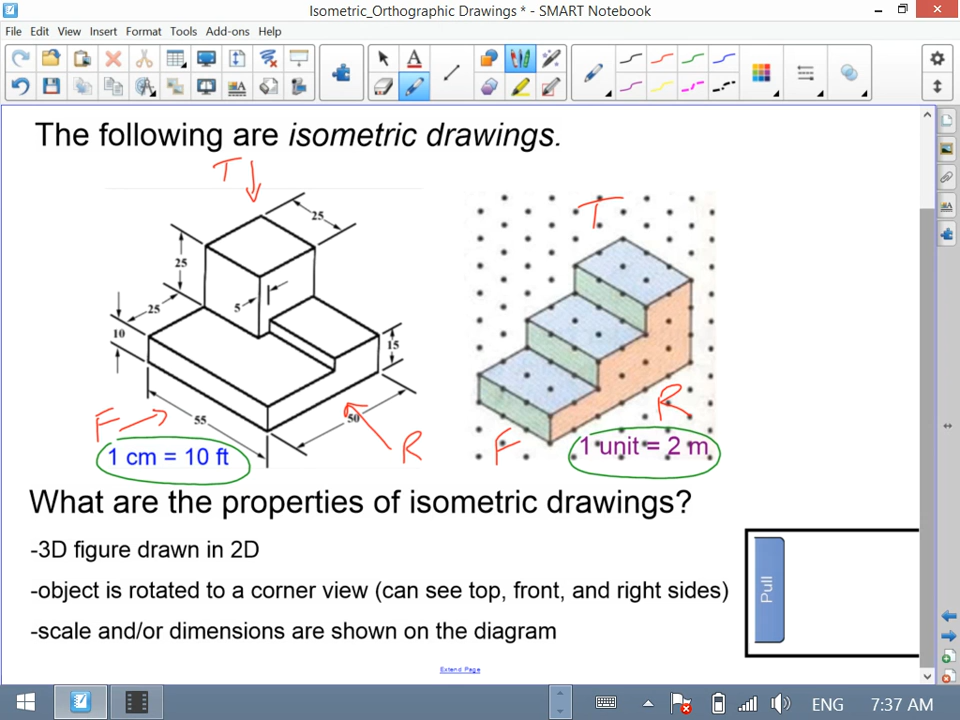 Isometric_Orthographic Drawings * - SMART Notebook
File Edit View Insert Format Tools Add-ons Help
The following are isometric drawings.
T
T
25
25
5
25
10
15
55
50
F
R
F
R
1 cm = 10 ft
1 unit = 2 m
What are the properties of isometric drawings?
-3D figure drawn in 2D
-object is rotated to a corner view (can see top, front, and right sides)
-scale and/or dimensions are shown on the diagram
Pull
Extend Page
ENG 7:37 AM